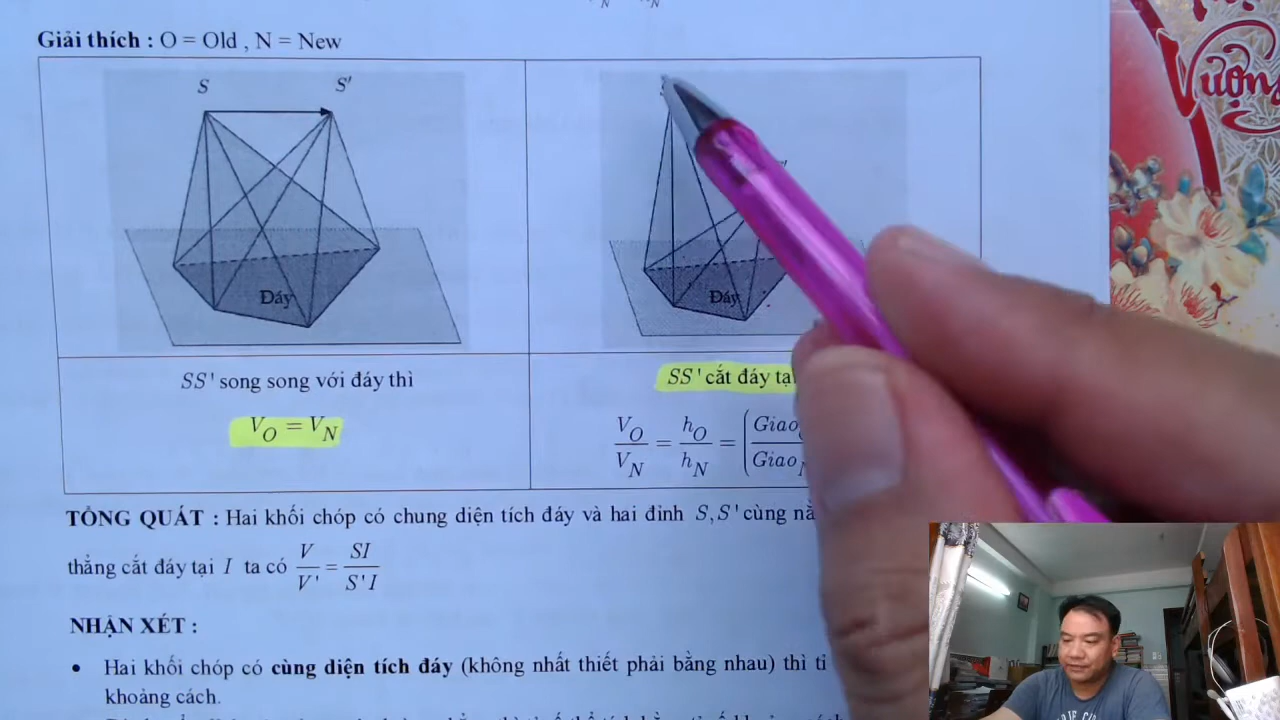 Giải thích : O = Old , N = New
S S'
Đáy
Đáy
SS' song song với đáy thì
V_O = V_N
SS' cắt đáy tại
V_O / V_N = h_O / h_N = ( Giao / Giao
TỔNG QUÁT : Hai khối chóp có chung diện tích đáy và hai đỉnh S, S' cùng
thẳng cắt đáy tại I ta có V / V' = SI / S'I
NHẬN XÉT :
• Hai khối chóp có cùng diện tích đáy (không nhất thiết phải bằng nhau) thì tỉ
khoảng cách.
Vượng